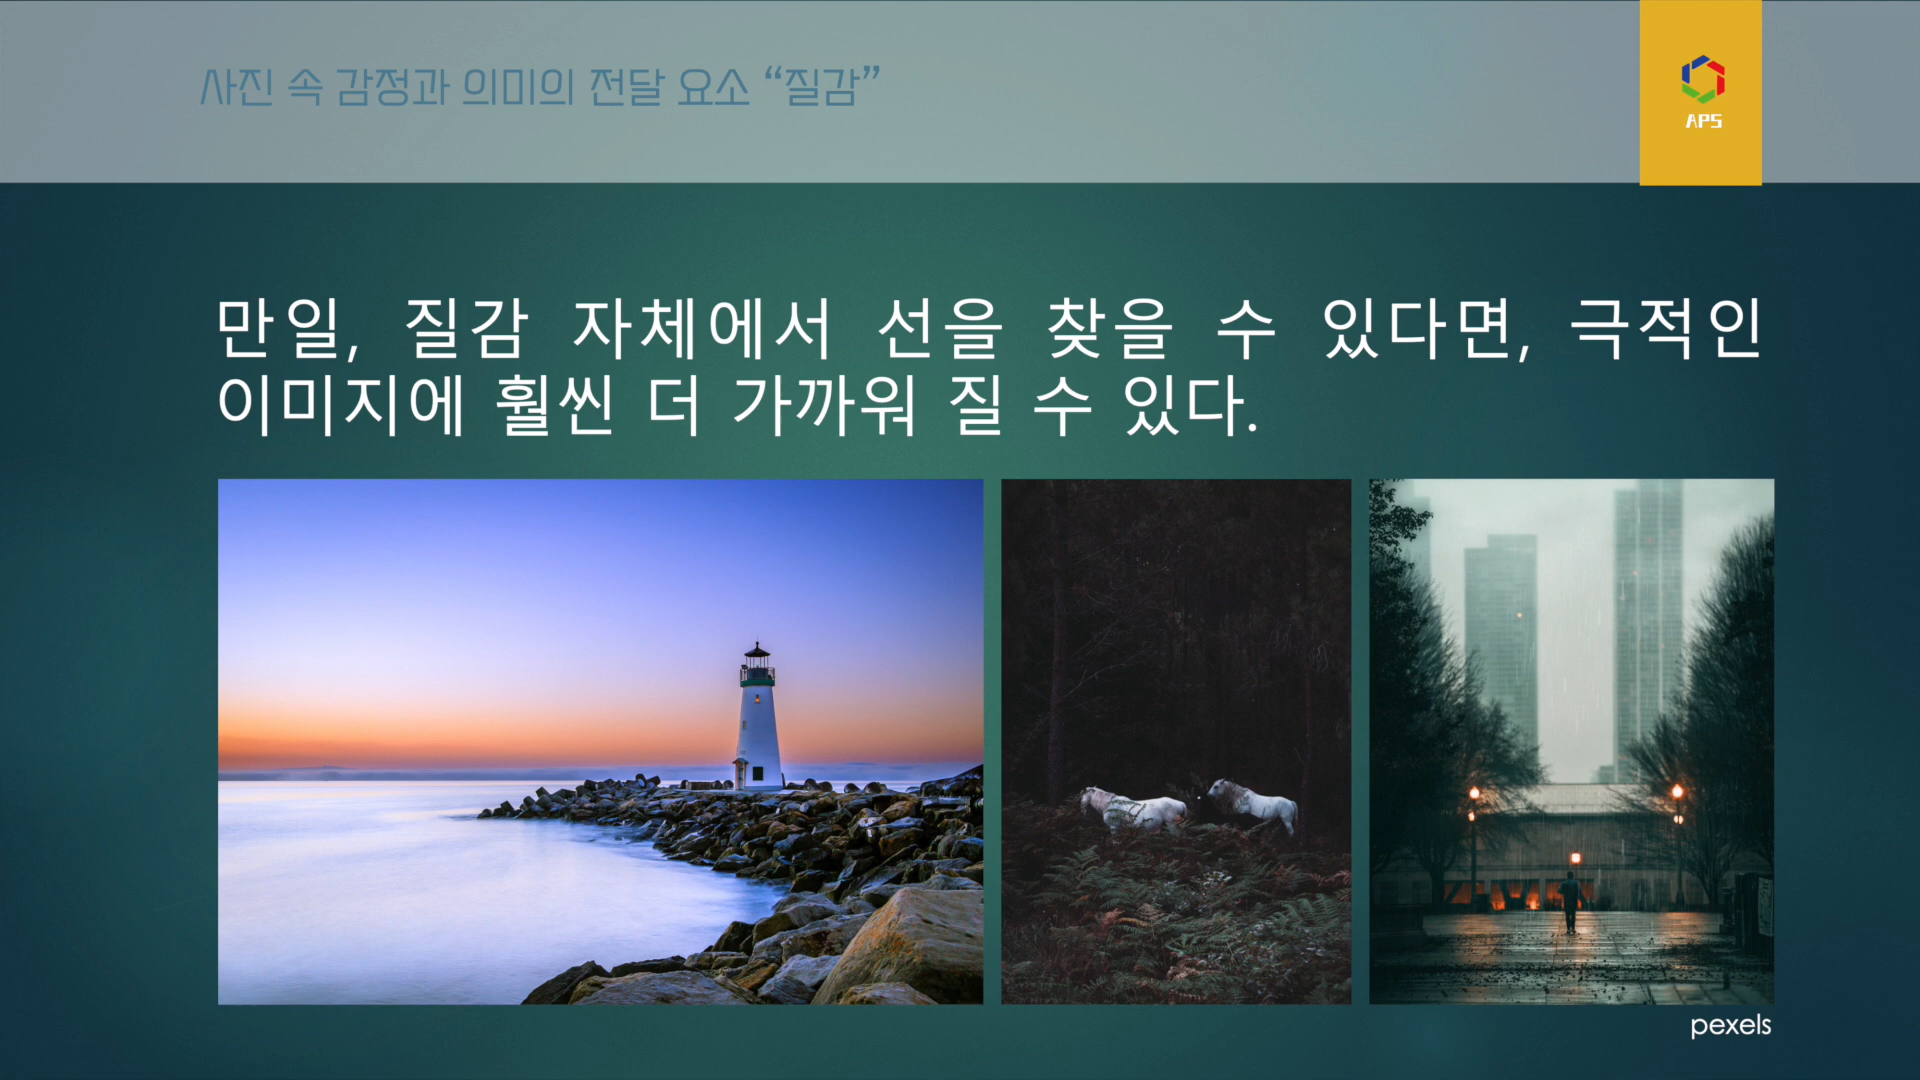 사진 속 감정과 의미의 전달 요소 “질감”
APS
만일, 질감 자체에서 선을 찾을 수 있다면, 극적인
이미지에 훨씬 더 가까워 질 수 있다.
pexels